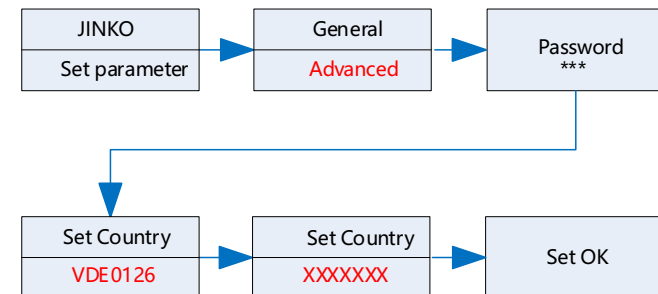 JINKO
Set parameter
General
Advanced
Password
***
Set Country
VDE0126
Set Country
XXXXXXX
Set OK